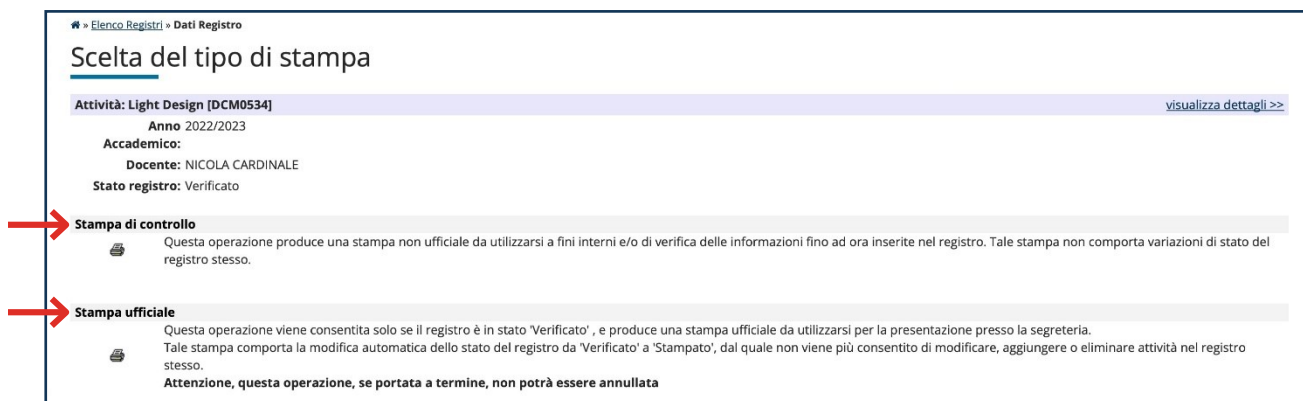 » Elenco Registri » Dati Registro
Scelta del tipo di stampa
Attività: Light Design [DCM0534] visualizza dettagli >>
Anno 2022/2023
Accademico:
Docente: NICOLA CARDINALE
Stato registro: Verificato
Stampa di controllo
Questa operazione produce una stampa non ufficiale da utilizzarsi a fini interni e/o di verifica delle informazioni fino ad ora inserite nel registro. Tale stampa non comporta variazioni di stato del
registro stesso.
Stampa ufficiale
Questa operazione viene consentita solo se il registro è in stato 'Verificato' , e produce una stampa ufficiale da utilizzarsi per la presentazione presso la segreteria.
Tale stampa comporta la modifica automatica dello stato del registro da 'Verificato' a 'Stampato', dal quale non viene più consentito di modificare, aggiungere o eliminare attività nel registro
stesso.
Attenzione, questa operazione, se portata a termine, non potrà essere annullata